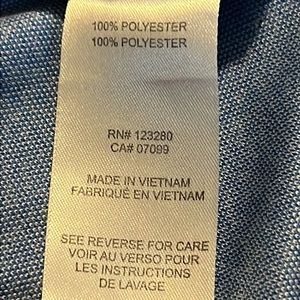 100% POLYESTER
100% POLYESTER
RN# 123280
CA# 07099
MADE IN VIETNAM
FABRIQUÉ EN VIETNAM
SEE REVERSE FOR CARE
VOIR AU VERSO POUR
LES INSTRUCTIONS
DE LAVAGE